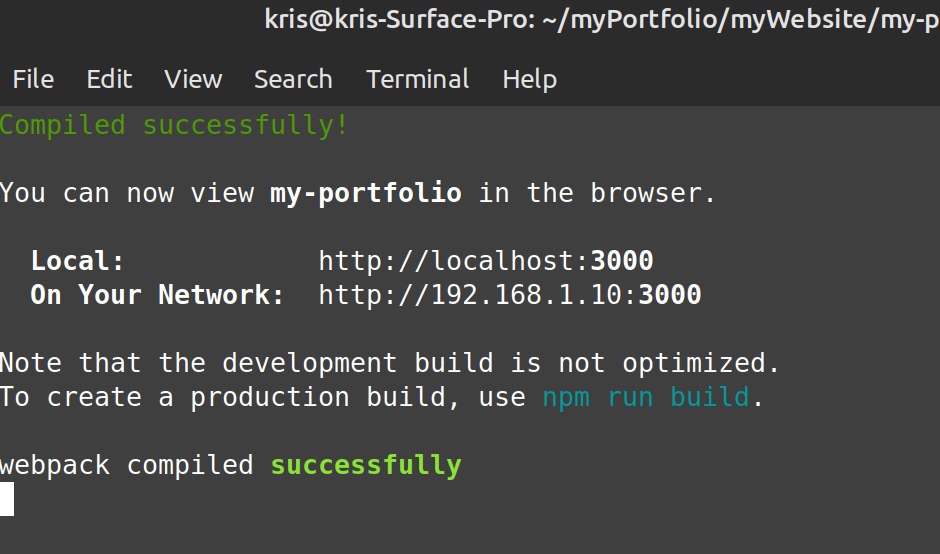 kris@kris-Surface-Pro: ~/myPortfolio/myWebsite/my-p
File Edit View Search Terminal Help
Compiled successfully!
You can now view my-portfolio in the browser.
Local: http://localhost:3000
On Your Network: http://192.168.1.10:3000
Note that the development build is not optimized.
To create a production build, use npm run build.
webpack compiled successfully